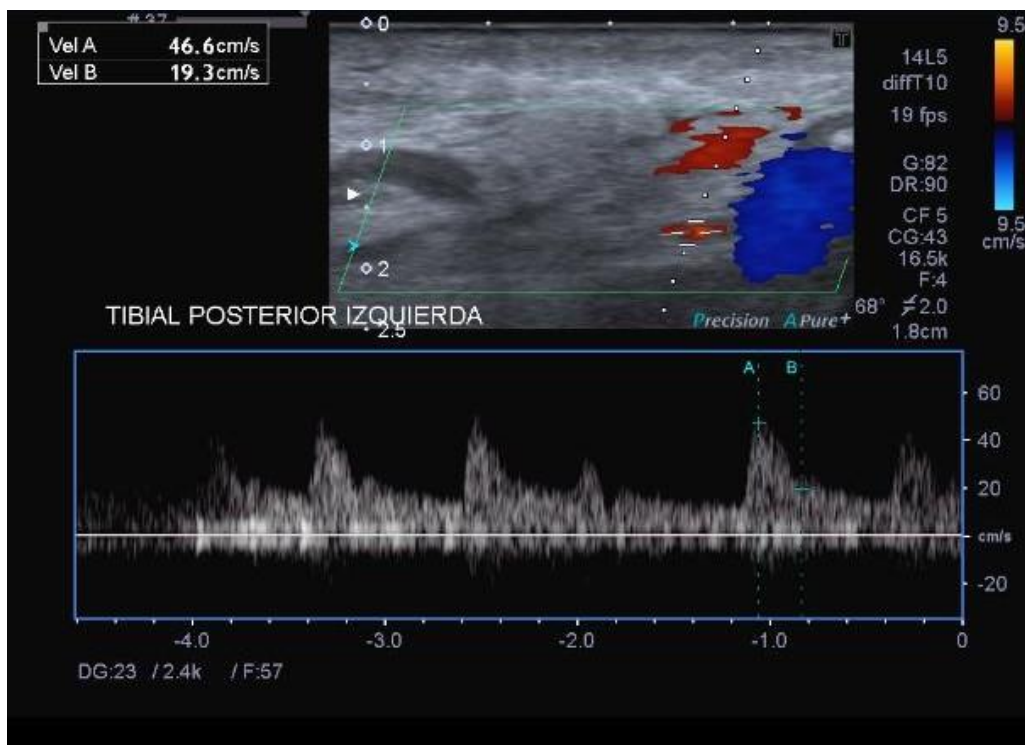 # 37
Vel A 46.6cm/s
Vel B 19.3cm/s
0
1
2
2.5
T
9.5
9.5
cm/s
14L5
diffT10
19 fps
G:82
DR:90
CF 5
CG:43
16.5k
F:4
68° 2.0
1.8cm
TIBIAL POSTERIOR IZQUIERDA
Precision APure+
A B
60
40
20
cm/s
-20
-4.0 -3.0 -2.0 -1.0 0
DG:23 / 2.4k / F:57